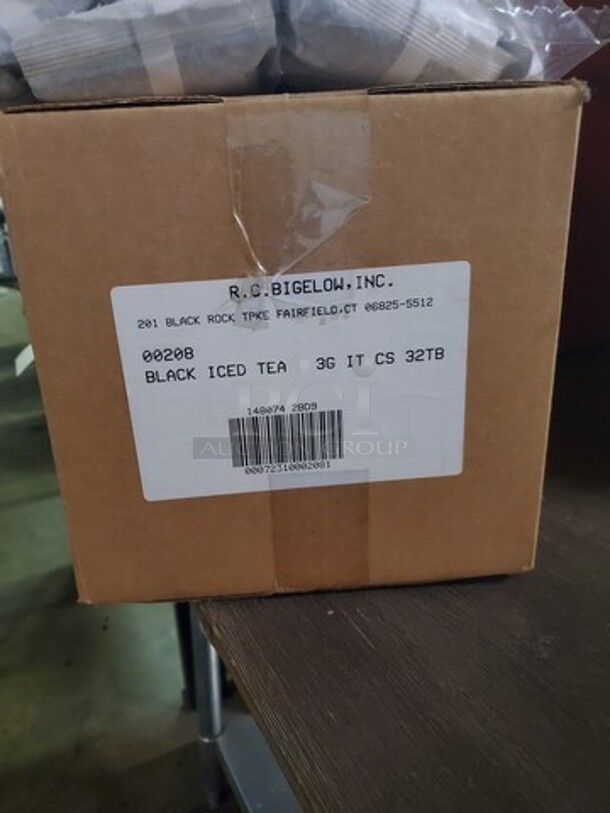 R.C.BIGELOW,INC.
201 BLACK ROCK TPKE FAIRFIELD,CT 06825-5512
00208
BLACK ICED TEA 3G IT CS 32TB
148074 28D9
PCI
AUCTION GROUP
00072310002081